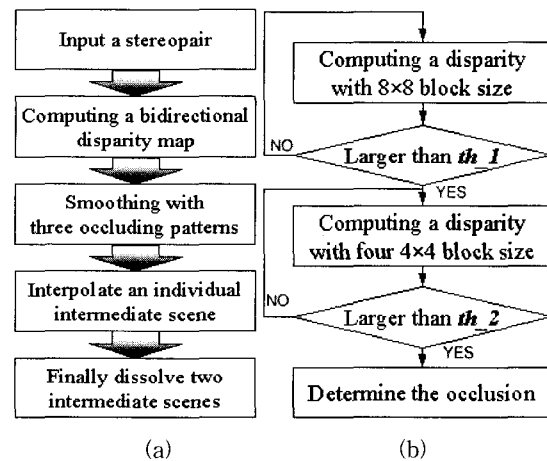 Input a stereopair
Computing a bidirectional
disparity map
Smoothing with
three occluding patterns
Interpolate an individual
intermediate scene
Finally dissolve two
intermediate scenes
(a)
Computing a disparity
with 8×8 block size
NO
Larger than th_1
YES
Computing a disparity
with four 4×4 block size
NO
Larger than th_2
YES
Determine the occlusion
(b)